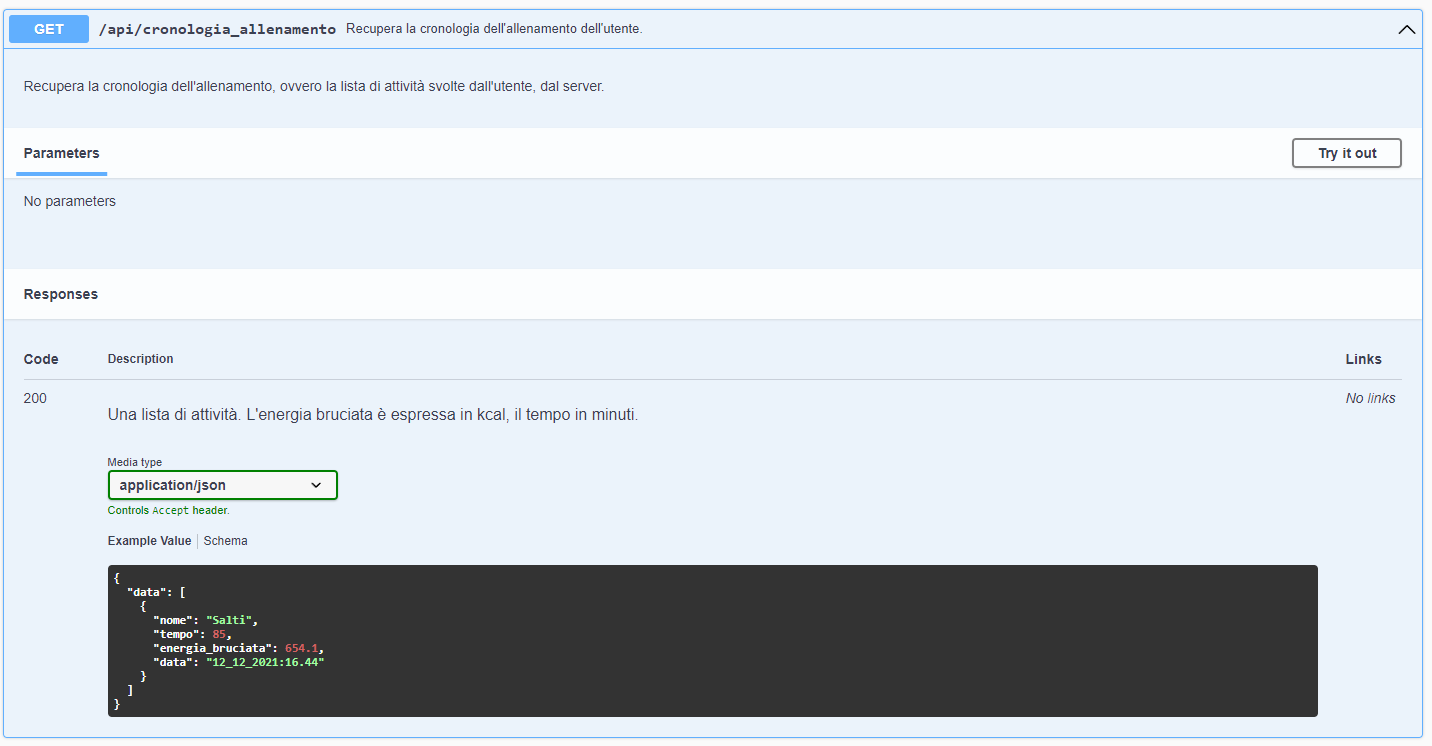 GET /api/cronologia_allenamento Recupera la cronologia dell'allenamento dell'utente.
Recupera la cronologia dell'allenamento, ovvero la lista di attività svolte dall'utente, dal server.
Parameters Try it out
No parameters
Responses
Code Description Links
200 No links
Una lista di attività. L'energia bruciata è espressa in kcal, il tempo in minuti.
Media type
application/json
Controls Accept header.
Example Value Schema
{
  "data": [
    {
      "nome": "Salti",
      "tempo": 85,
      "energia_bruciata": 654.1,
      "data": "12_12_2021:16.44"
    }
  ]
}